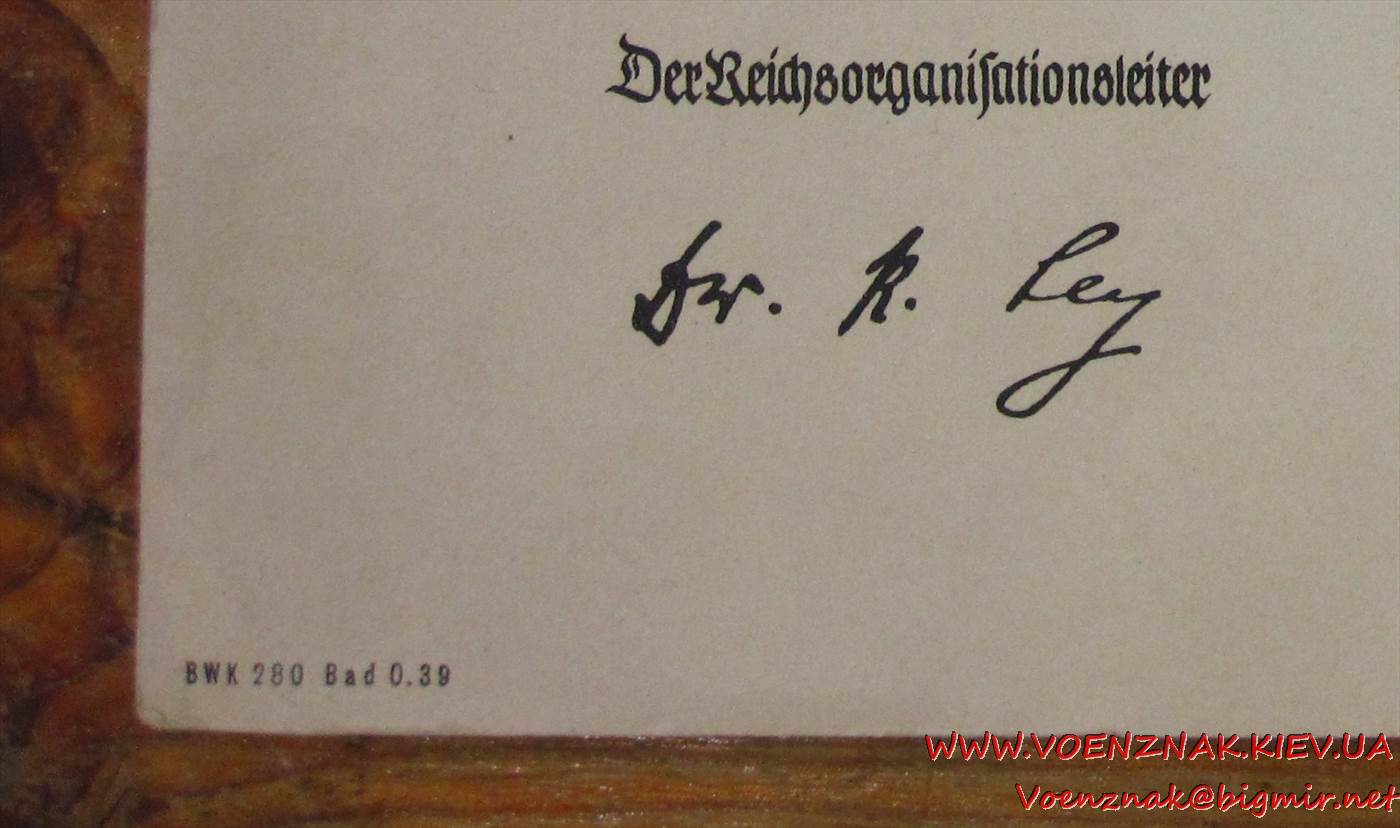 Der Reichsorganisationsleiter
Dr. R. Ley
BWK 280 Bad 0.39
WWW.VOENZNAK.KIEV.UA
Voenznak@bigmir.net